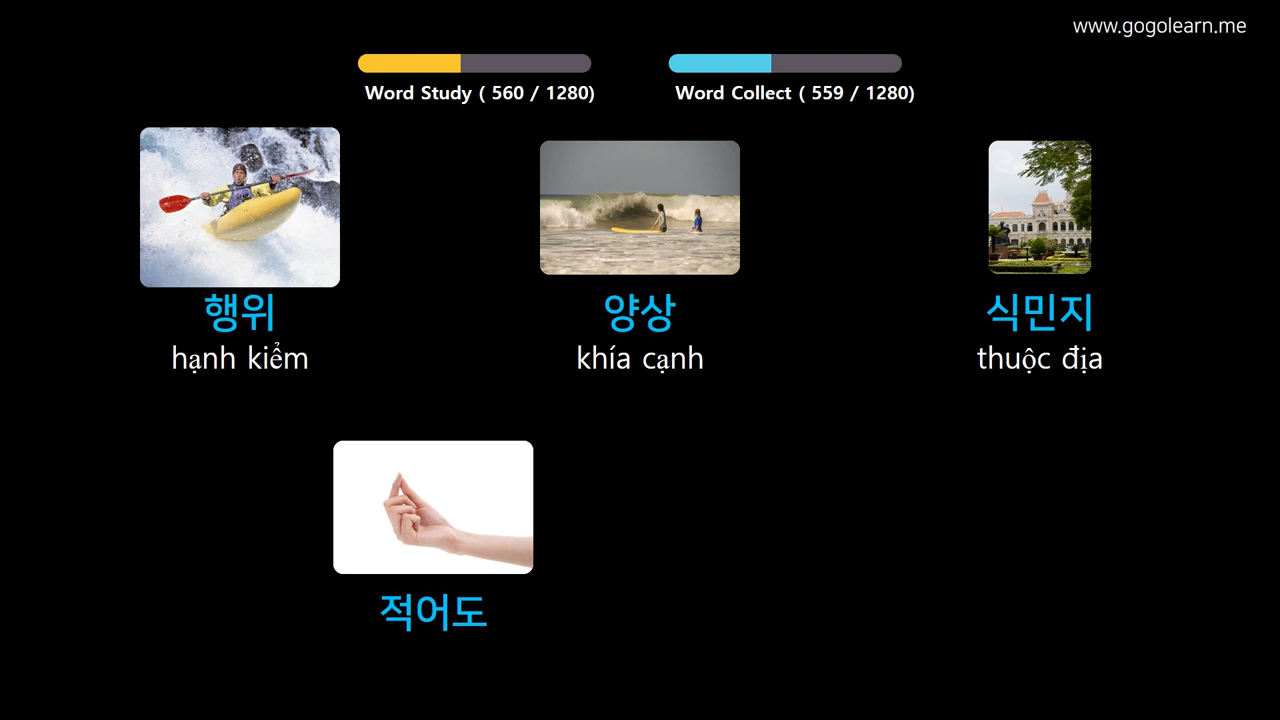 www.gogolearn.me
Word Study ( 560 / 1280)
Word Collect ( 559 / 1280)
행위
hạnh kiểm
양상
khía cạnh
식민지
thuộc địa
적어도